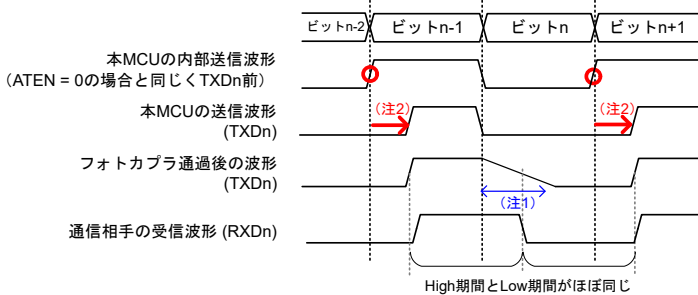 ビットn-2 ビットn-1 ビットn ビットn+1
本MCUの内部送信波形
（ATEN = 0の場合と同じくTXDn前）
本MCUの送信波形
(TXDn)
（注2）
（注2）
フォトカプラ通過後の波形
(TXDn)
（注1）
通信相手の受信波形 (RXDn)
High期間とLow期間がほぼ同じ